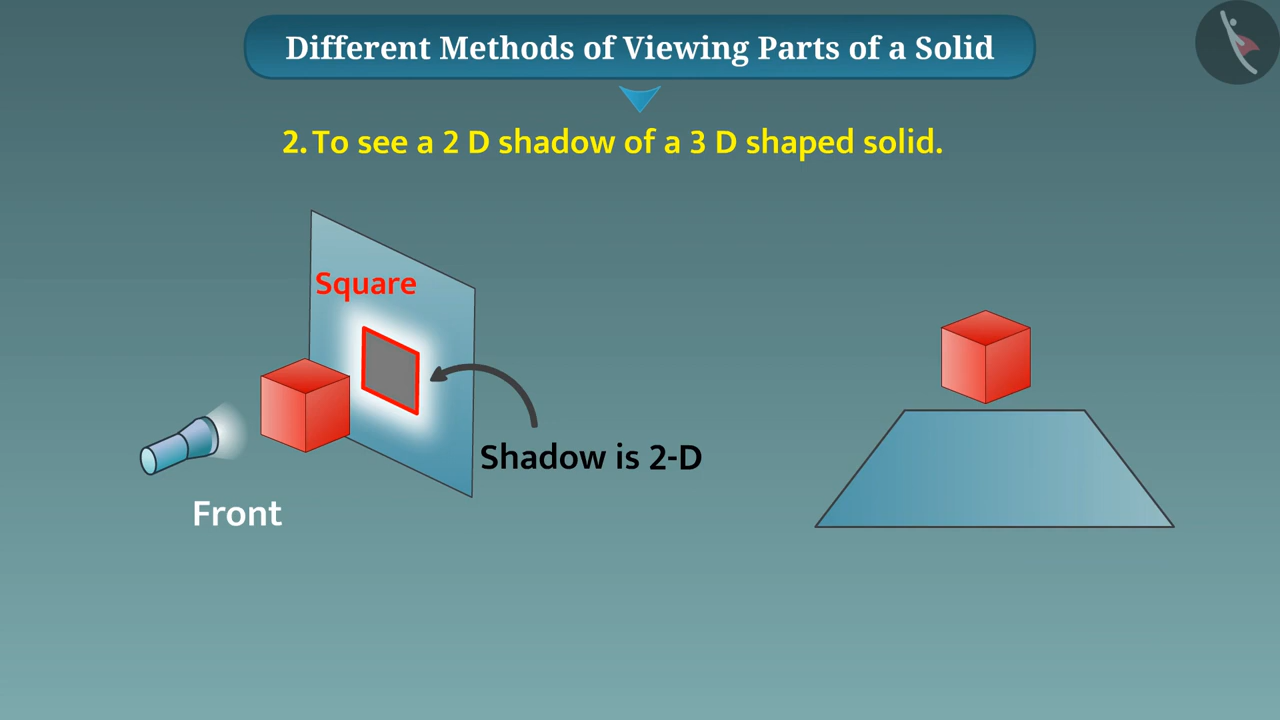 Different Methods of Viewing Parts of a Solid
2. To see a 2 D shadow of a 3 D shaped solid.
Square
Shadow is 2-D
Front